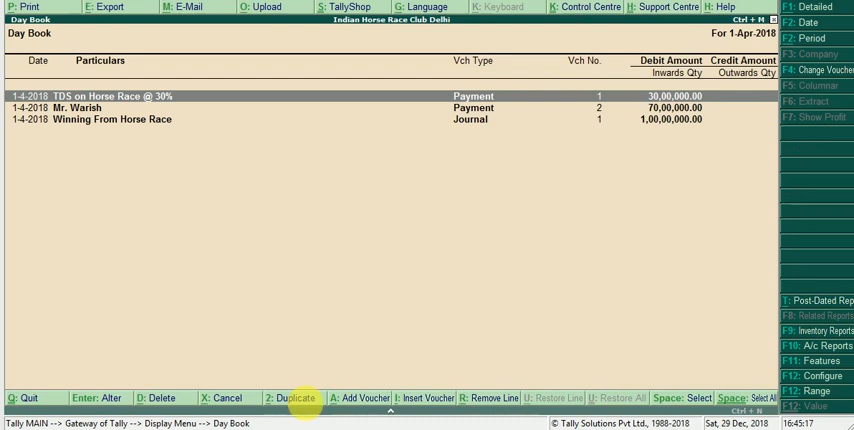 P: Print E: Export M: E-Mail O: Upload S: TallyShop G: Language K: Keyboard K: Control Centre H: Support Centre H: Help
Day Book Indian Horse Race Club Delhi Ctrl + M
Day Book For 1-Apr-2018
Date Particulars Vch Type Vch No. Debit Amount Credit Amount
Inwards Qty Outwards Qty
1-4-2018 TDS on Horse Race @ 30% Payment 1 30,00,000.00
1-4-2018 Mr. Warish Payment 2 70,00,000.00
1-4-2018 Winning From Horse Race Journal 1 1,00,00,000.00
Q: Quit Enter: Alter D: Delete X: Cancel 2: Duplicate A: Add Voucher I: Insert Voucher R: Remove Line U: Restore Line U: Restore All Space: Select Space: Select All
Ctrl + N
Tally MAIN --> Gateway of Tally --> Display Menu --> Day Book © Tally Solutions Pvt Ltd., 1988-2018 Sat, 29 Dec, 2018 16:45:17
F1: Detailed
F2: Date
F2: Period
F3: Company
F4: Change Voucher
F5: Columnar
F6: Extract
F7: Show Profit
T: Post-Dated Rep
F8: Related Reports
F9: Inventory Reports
F10: A/c Reports
F11: Features
F12: Configure
F12: Range
F12: Value